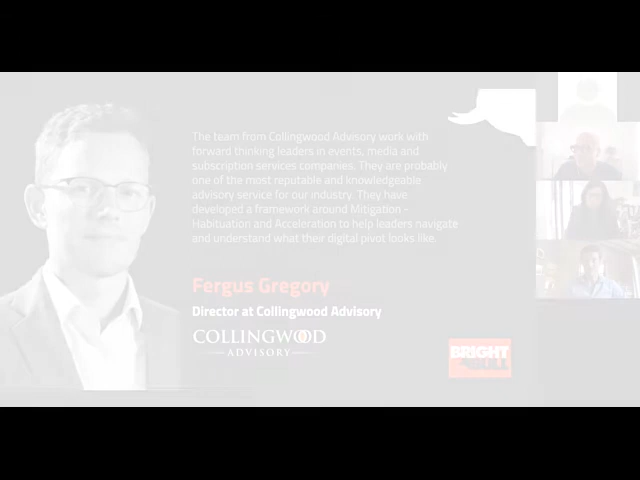 The team from Collingwood Advisory work with
forward thinking leaders in events, media and
subscription services companies. They are probably
one of the most reputable and knowledgeable
advisory service for our industry. They have
developed a framework around Mitigation -
Habituation and Acceleration to help leaders navigate
and understand what their digital pivot looks like.
Fergus Gregory
Director at Collingwood Advisory
COLLINGWOOD
ADVISORY
BRIGHT
BULL